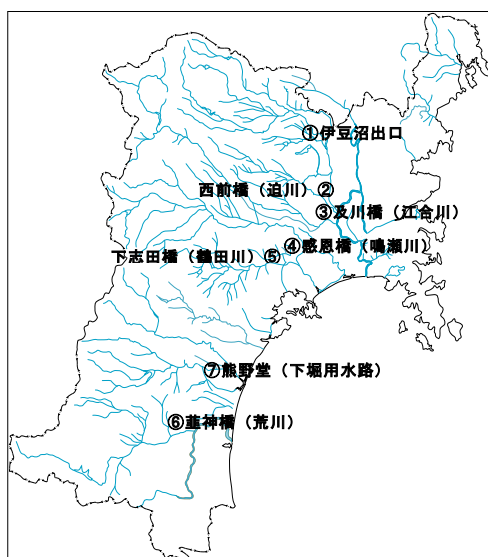 ①伊豆沼出口
西前橋（迫川）②
③及川橋（江合川）
④感恩橋（鳴瀬川）
下志田橋（鶴田川）⑤
⑦熊野堂（下堀用水路）
⑥韮神橋（荒川）